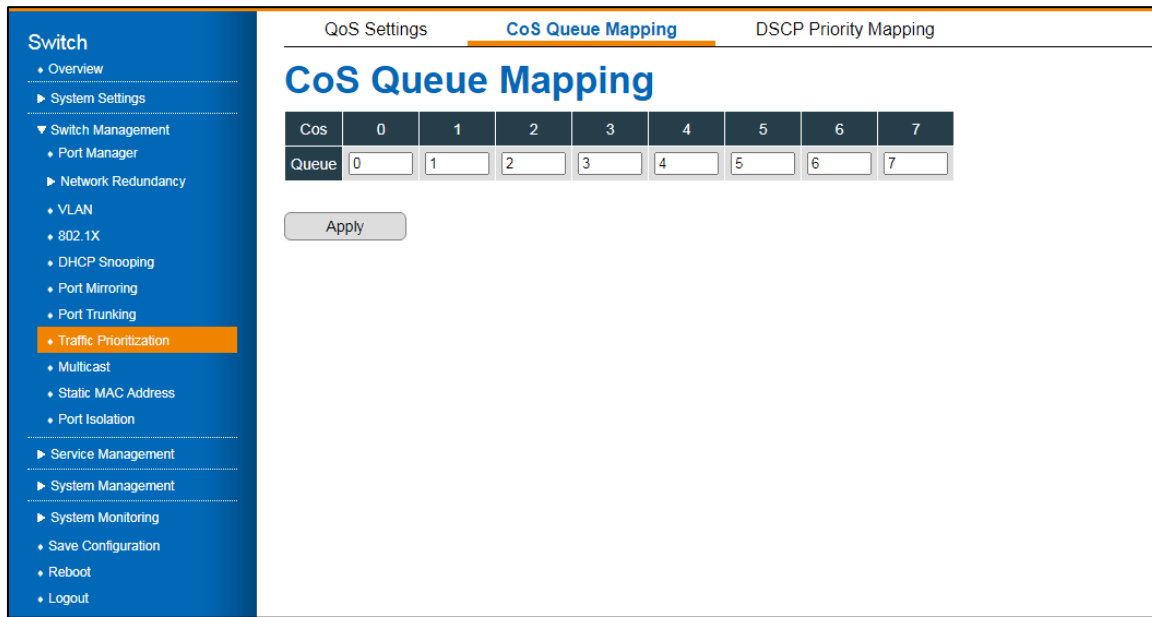 Switch
Overview
System Settings
Switch Management
Port Manager
Network Redundancy
VLAN
802.1X
DHCP Snooping
Port Mirroring
Port Trunking
Traffic Prioritization
Multicast
Static MAC Address
Port Isolation
Service Management
System Management
System Monitoring
Save Configuration
Reboot
Logout
QoS Settings CoS Queue Mapping DSCP Priority Mapping
CoS Queue Mapping
Cos 0 1 2 3 4 5 6 7
Queue 0 1 2 3 4 5 6 7
Apply